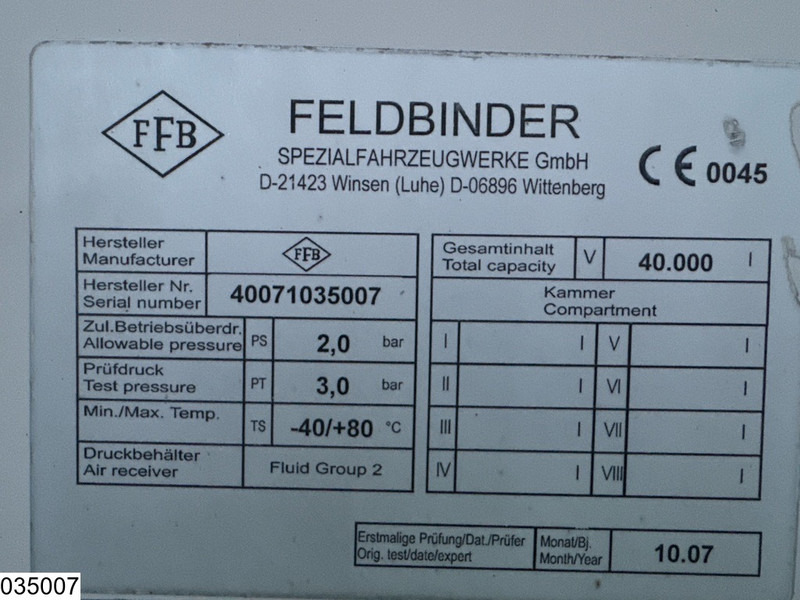 FFB
FELDBINDER
SPEZIALFAHRZEUGWERKE GmbH
D-21423 Winsen (Luhe) D-06896 Wittenberg
CE 0045
Hersteller
Manufacturer
FFB
Hersteller Nr.
Serial number
40071035007
Zul.Betriebsüberdr.
Allowable pressure
PS
2,0 bar
Prüfdruck
Test pressure
PT
3,0 bar
Min./Max. Temp.
TS
-40/+80 °C
Druckbehälter
Air receiver
Fluid Group 2
Gesamtinhalt
Total capacity
V
40.000 l
Kammer
Compartment
I l V l
II l VI l
III l VII l
IV l VIII l
Erstmalige Prüfung/Dat./Prüfer
Orig. test/date/expert
Monat/Bj.
Month/Year
10.07
035007